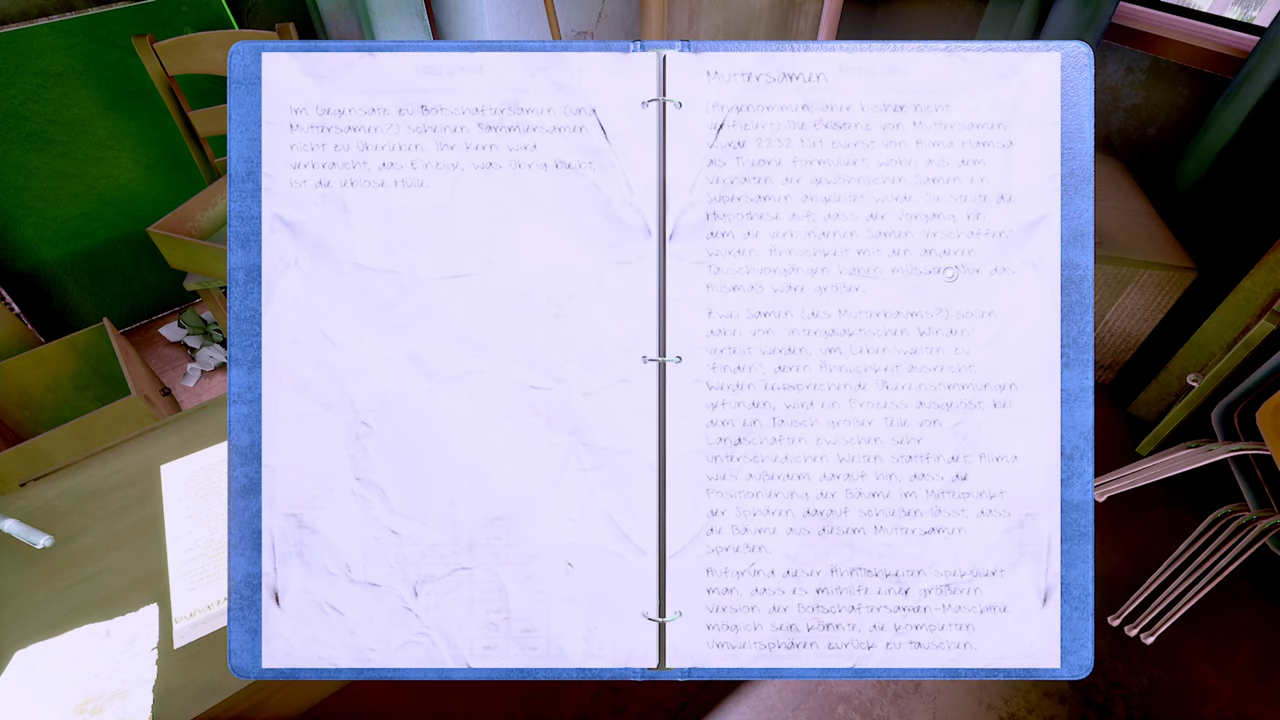 Im Gegensatz zu Botschaftersamen (und
Muttersamen?) scheinen Sammlersamen
nicht zu überleben. Ihr Kern wird
verbraucht, das Einzige, was übrig bleibt,
ist die leblose Hülle.
Muttersamen
(Angenommen, aber bisher nicht
verifiziert) Die Existenz von Muttersamen
wurde 2232 NH zuerst von Alima Hamsa
als Theorie formuliert, wobei aus dem
Verhalten der gewöhnlichen Samen ein
Supersamen abgeleitet wurde. Sie stellte die
Hypothese auf, dass der Vorgang, bei
dem die verbundenen Samen "erschaffen"
wurden, Ähnlichkeit mit den anderen
Tauschvorgängen haben müsste, nur das
Ausmaß wäre größer.
Zwei Samen (des Mutterbaums?) sollen
dabei von "intergalaktischen Winden"
verteilt werden, um Lebenswelten zu
"finden", deren Ähnlichkeit ausreicht.
Werden entsprechende Übereinstimmungen
gefunden, wird ein Prozess ausgelöst, bei
dem ein Tausch großer Teile von
Landschaften zwischen sehr
unterschiedlichen Welten stattfindet. Alima
wies außerdem darauf hin, dass die
Positionierung der Bäume im Mittelpunkt
der Sphären darauf schließen lässt, dass
die Bäume aus diesem Muttersamen
sprießen.
Aufgrund dieser Ähnlichkeiten spekuliert
man, dass es mithilfe einer größeren
Version der Botschaftersamen-Maschine
möglich sein könnte, die kompletten
Umweltsphären zurück zu tauschen.